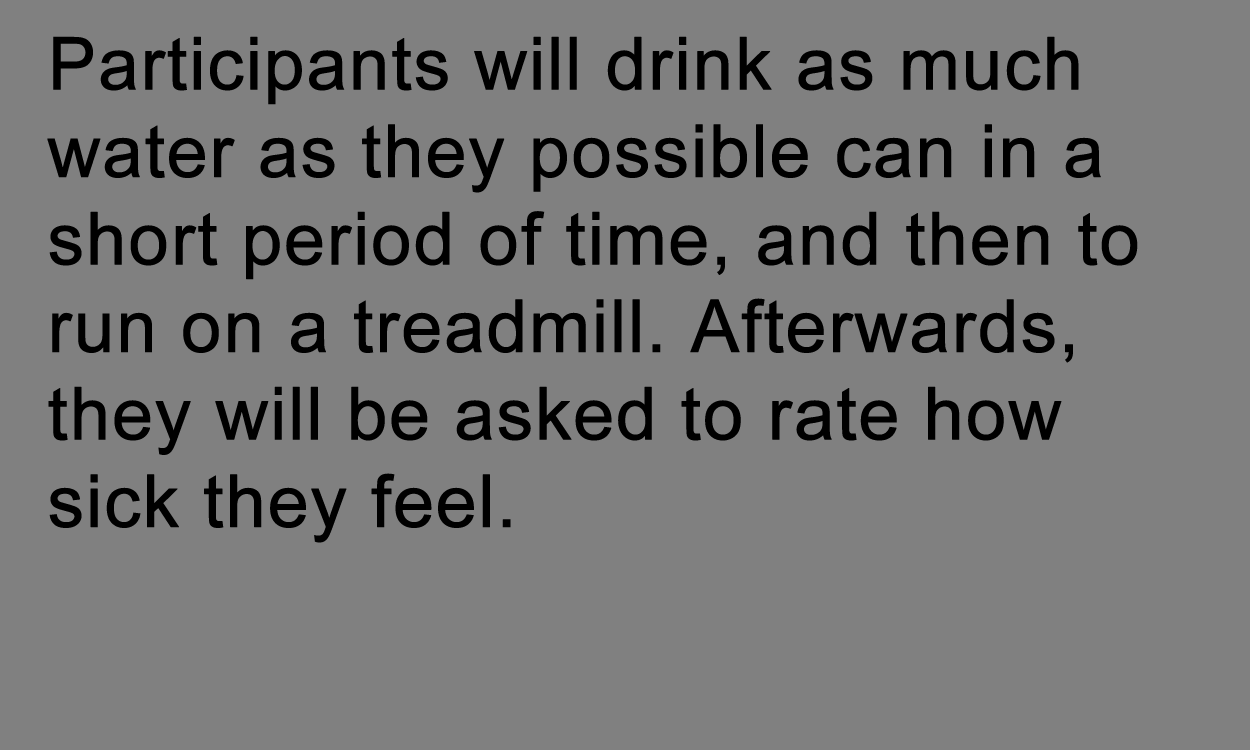 Participants will drink as much
water as they possible can in a
short period of time, and then to
run on a treadmill. Afterwards,
they will be asked to rate how
sick they feel.